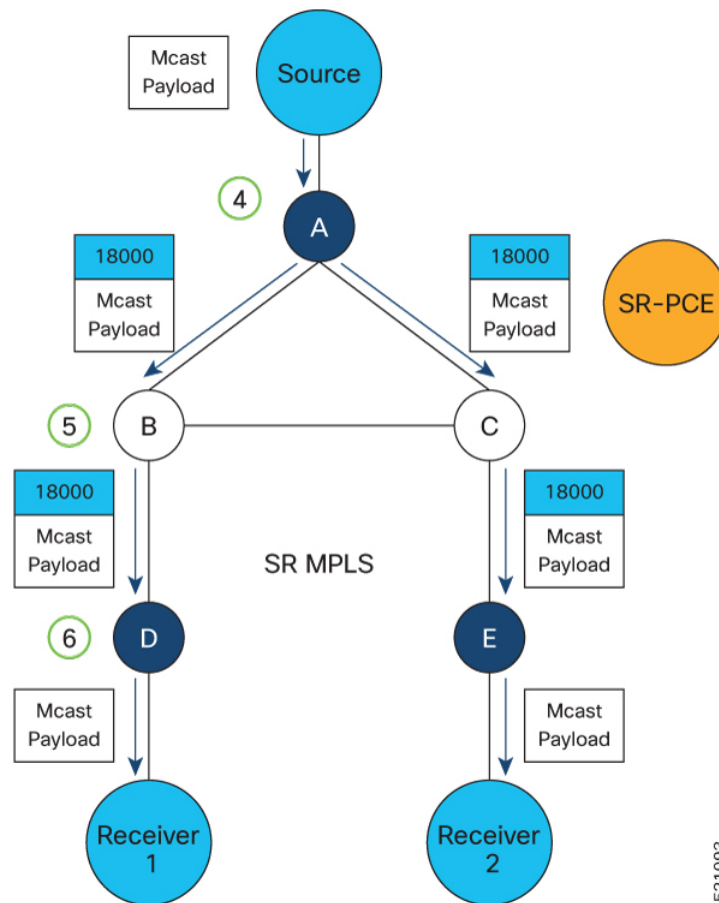 Mcast
Payload
Source
4
A
18000
Mcast
Payload
18000
Mcast
Payload
SR-PCE
5
B
C
18000
Mcast
Payload
18000
Mcast
Payload
SR MPLS
6
D
E
Mcast
Payload
Mcast
Payload
Receiver
1
Receiver
2